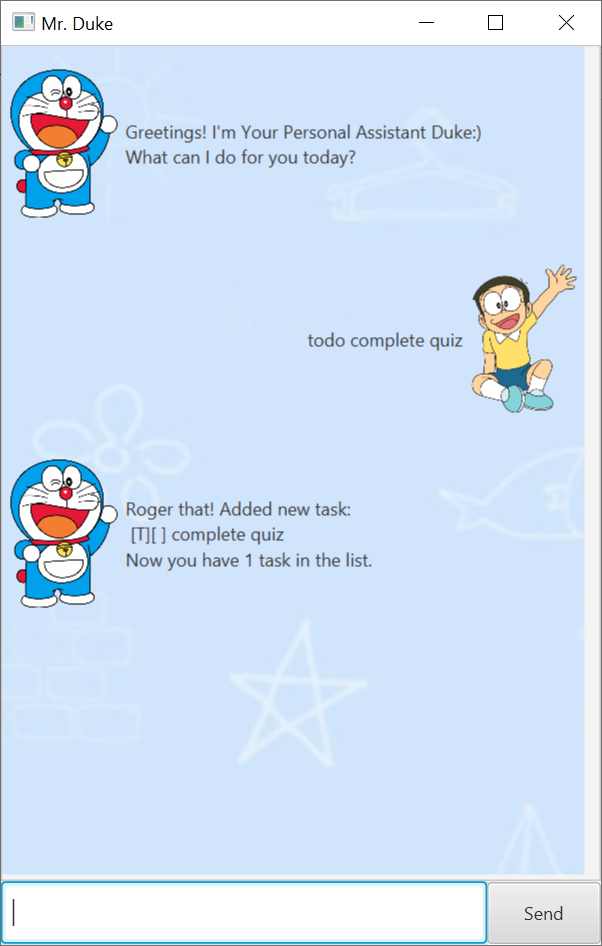 Mr. Duke
Greetings! I'm Your Personal Assistant Duke:)
What can I do for you today?
todo complete quiz
Roger that! Added new task:
[T][ ] complete quiz
Now you have 1 task in the list.
Send